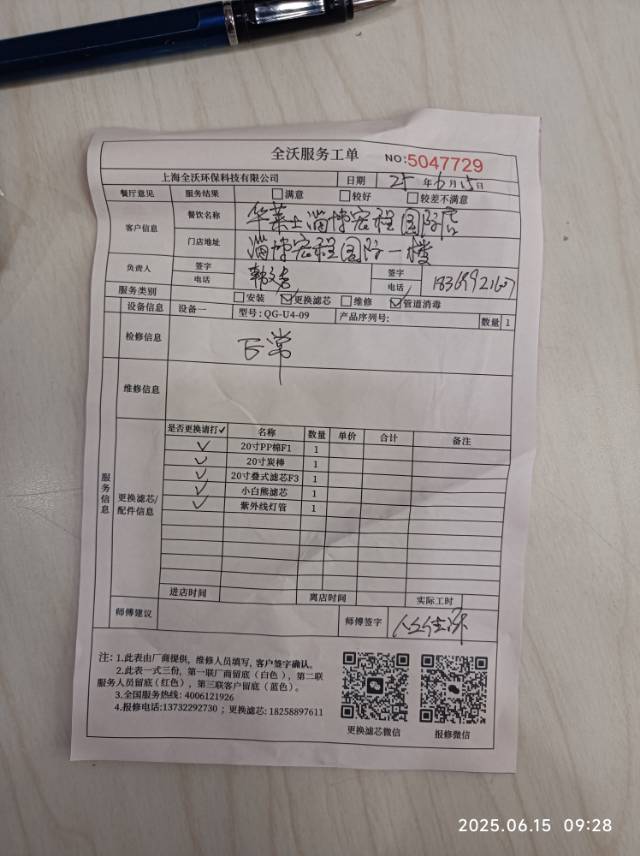 全沃服务工单 NO:5047729
上海全沃环保科技有限公司 日期 25年6月15日
餐厅意见 服务结果 满意 较好 较差不满意
客户信息 餐饮名称 华莱士淄博宏程国际店
门店地址 淄博宏程国际一楼
负责人 签字 签字
电话 电话
服务类别 安装 更换滤芯 维修 管道消毒
设备信息 设备一 型号:QG-U4-09 产品序列号: 数量 1
检修信息 正常
维修信息
服务信息
更换滤芯/配件信息
是否更换请打✓ 名称 数量 单价 合计 备注
✓ 20寸PP棉F1 1
✓ 20寸炭棒 1
✓ 20寸叠式滤芯F3 1
✓ 小白熊滤芯 1
✓ 紫外线灯管 1
进店时间 离店时间 实际工时
师傅建议 师傅签字
注: 1.此表由厂商提供, 维修人员填写, 客户签字确认。
2.此表一式三份, 第一联厂商留底(白色), 第二联
服务人员留底(红色), 第三联客户留底(蓝色)。
3.全国服务热线: 4006121926
4.报修电话:13732292730 ; 更换滤芯: 18258897611
更换滤芯微信 报修微信
2025.06.15 09:28